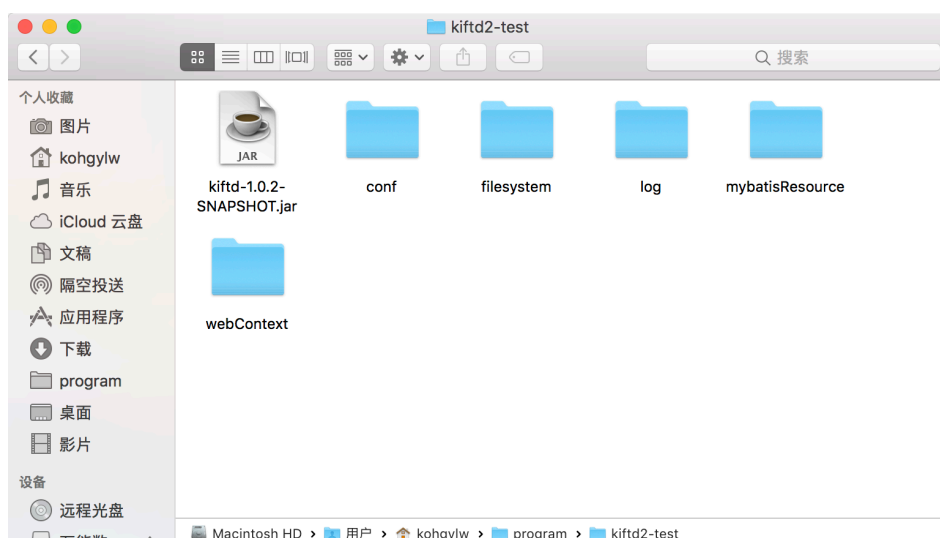 kiftd2-test
搜索
个人收藏
图片
kohgylw
音乐
iCloud 云盘
文稿
隔空投送
应用程序
下载
program
桌面
影片
设备
远程光盘
JAR
kiftd-1.0.2-
SNAPSHOT.jar
conf
filesystem
log
mybatisResource
webContext
Macintosh HD › 用户 › kohgylw › program › kiftd2-test